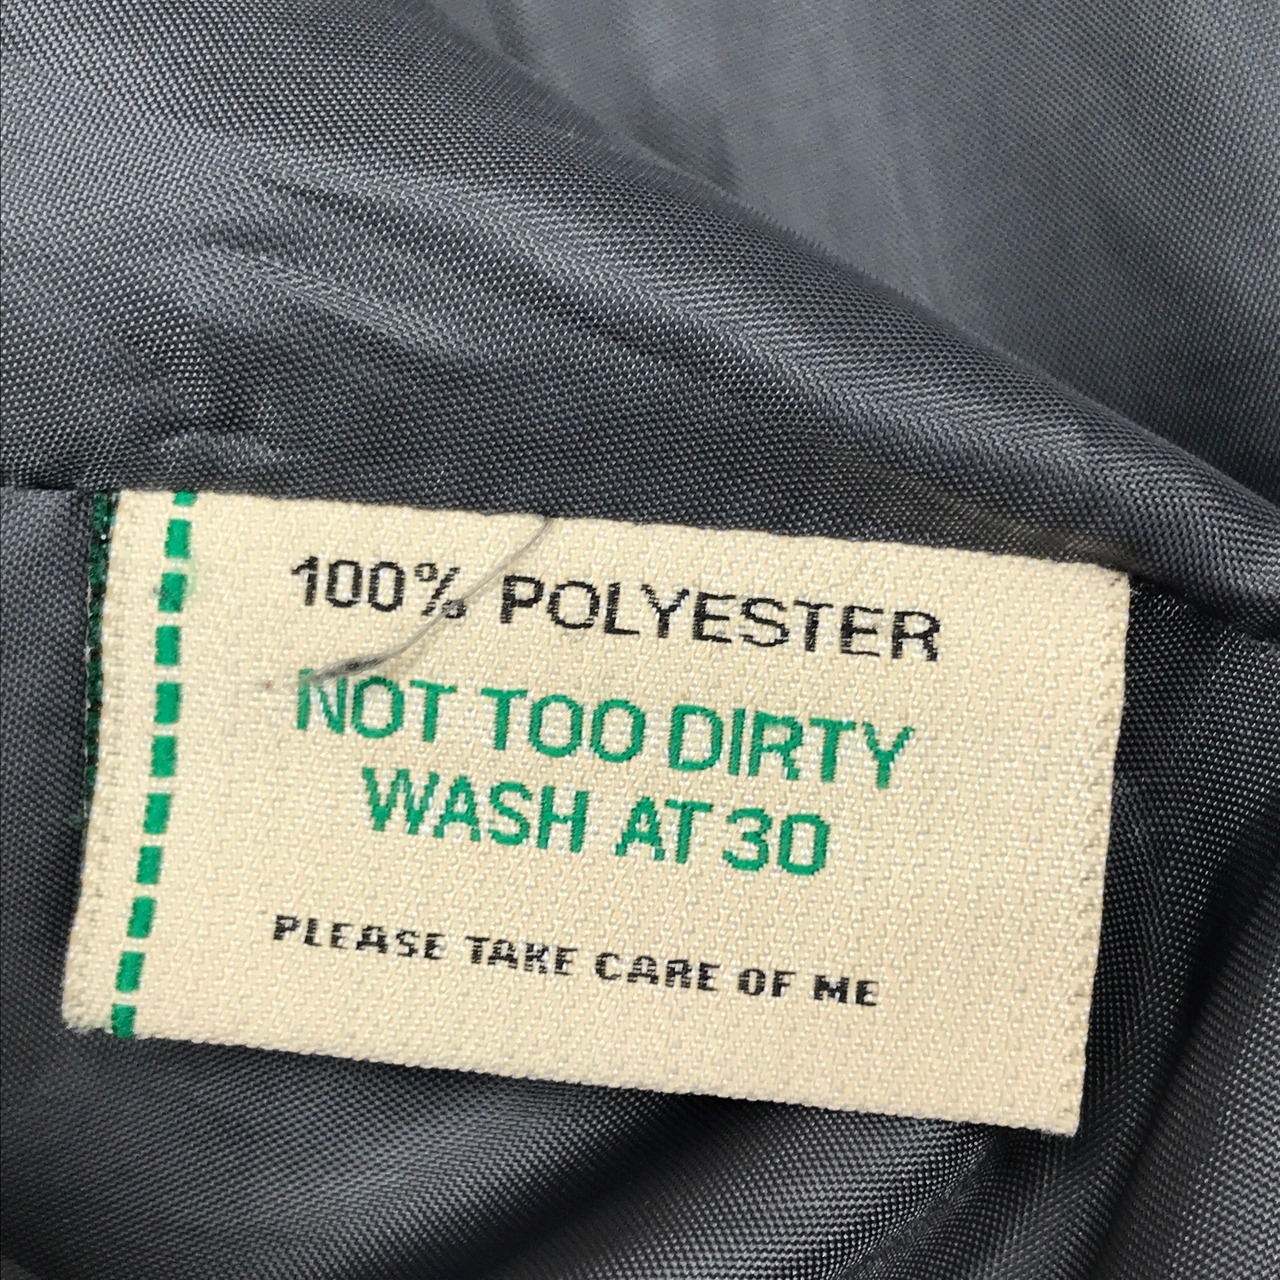 100% POLYESTER
NOT TOO DIRTY
WASH AT 30
PLEASE TAKE CARE OF ME